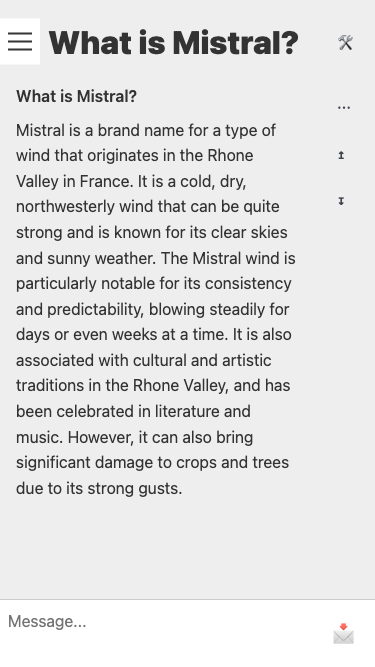 What is Mistral?
What is Mistral?
...
Mistral is a brand name for a type of
wind that originates in the Rhone
Valley in France. It is a cold, dry,
northwesterly wind that can be quite
strong and is known for its clear skies
and sunny weather. The Mistral wind is
particularly notable for its consistency
and predictability, blowing steadily for
days or even weeks at a time. It is also
associated with cultural and artistic
traditions in the Rhone Valley, and has
been celebrated in literature and
music. However, it can also bring
significant damage to crops and trees
due to its strong gusts.
Message...